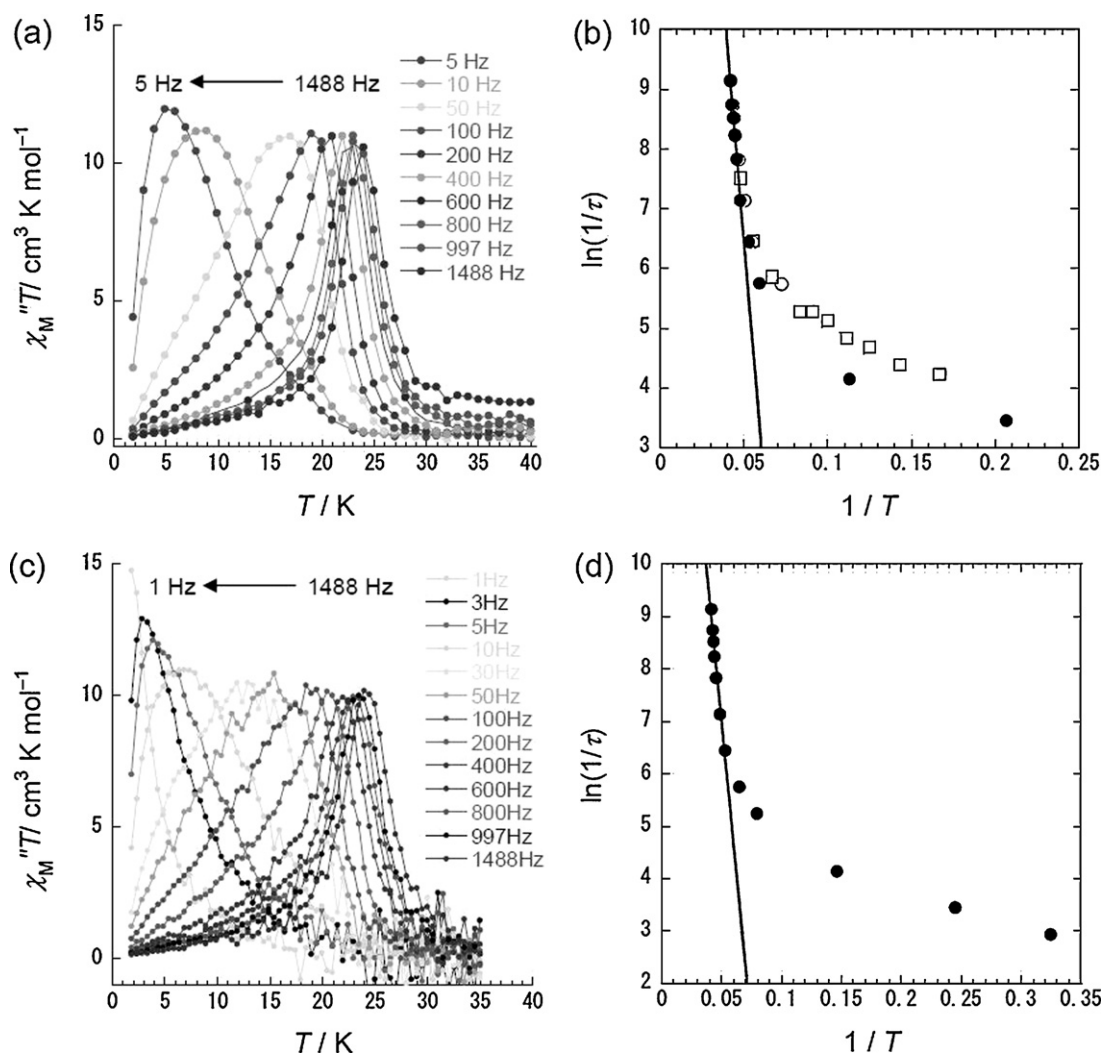 (a)
15
10
5
0
0 5 10 15 20 25 30 35 40
χM″T/ cm³ K mol⁻¹
T / K
5 Hz ← 1488 Hz
5 Hz
10 Hz
50 Hz
100 Hz
200 Hz
400 Hz
600 Hz
800 Hz
997 Hz
1488 Hz
(b)
10
9
8
7
6
5
4
3
0 0.05 0.1 0.15 0.2 0.25
ln(1/τ)
1 / T
(c)
15
10
5
0
0 5 10 15 20 25 30 35 40
χM″T/ cm³ K mol⁻¹
T / K
1 Hz ← 1488 Hz
1Hz
3Hz
5Hz
10Hz
30Hz
50Hz
100Hz
200Hz
400Hz
600Hz
800Hz
997Hz
1488Hz
(d)
10
9
8
7
6
5
4
3
2
0 0.05 0.1 0.15 0.2 0.25 0.3 0.35
ln(1/τ)
1 / T